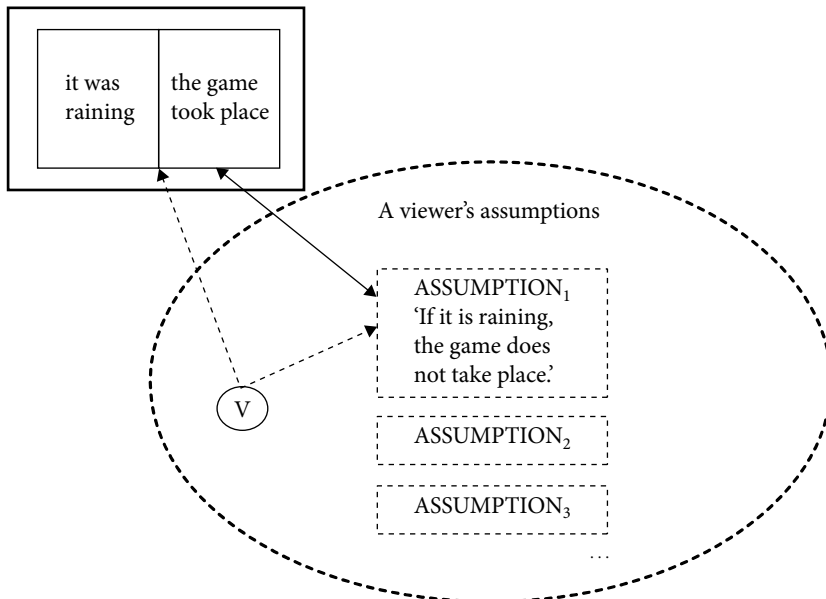 it was
raining
the game
took place
A viewer’s assumptions
ASSUMPTION₁
‘If it is raining,
the game does
not take place.’
V
ASSUMPTION₂
ASSUMPTION₃
...